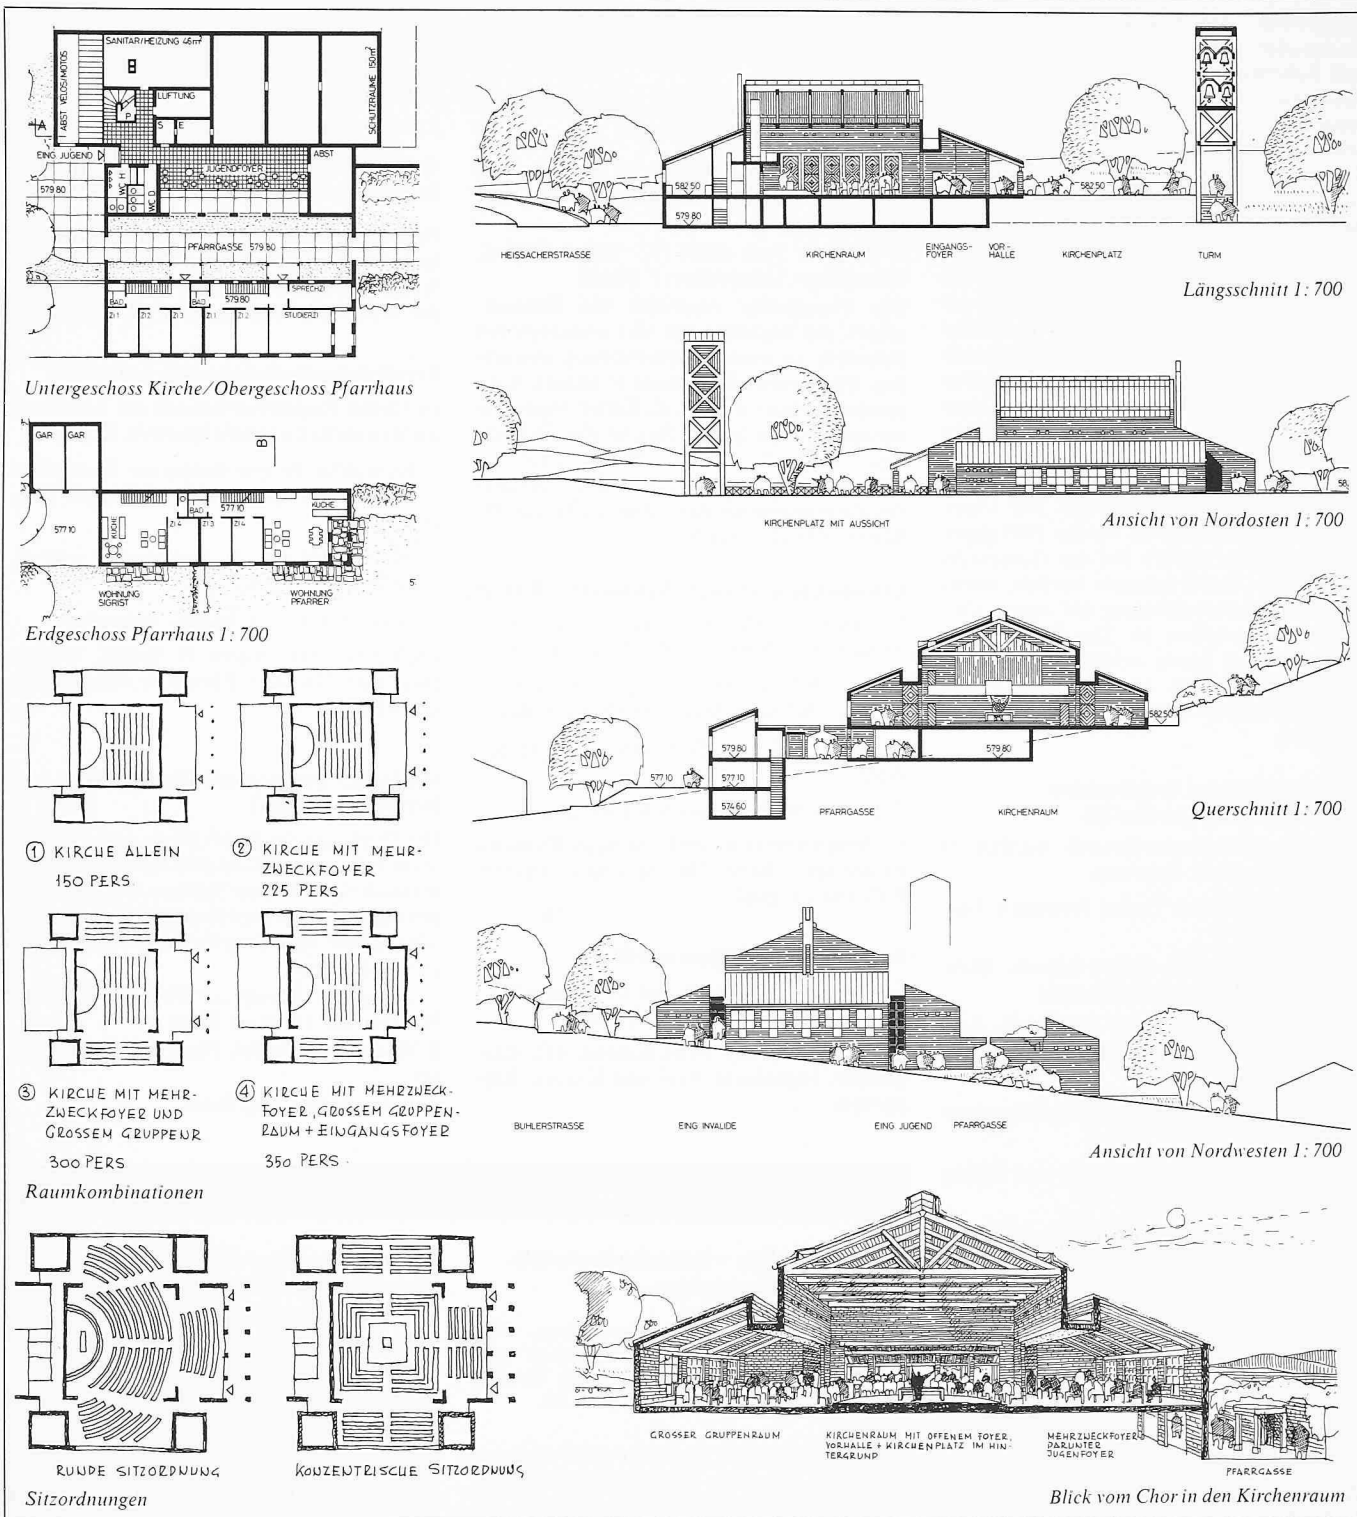 SANITÄR/HEIZUNG 46m²
ABST VELOS/MOTOS
LÜFTUNG
SCHUTZRÄUME 150m²
P
S E
A
EING JUGEND
JUGENDFOYER
ABST
579 80
WC H
WC D
PFARRGASSE 579 80
BAD
BAD
579 80
SPRECHZI
ZI 1
ZI 2
ZI 3
ZI 1
ZI 2
STUDIERZI
Untergeschoss Kirche/Obergeschoss Pfarrhaus
GAR
GAR
B
577 10
KÜCHE
ZI 4
BAD
ZI 3
577 10
ZI 4
KÜCHE
WOHNUNG
SIGRIST
WOHNUNG
PFARRER
5
Erdgeschoss Pfarrhaus 1:700
① KIRCHE ALLEIN
150 PERS
② KIRCHE MIT MEHR-
ZWECKFOYER
225 PERS
③ KIRCHE MIT MEHR-
ZWECKFOYER UND
GROSSEM GRUPPENR
300 PERS
④ KIRCHE MIT MEHRZWECK-
FOYER, GROSSEM GRUPPEN-
RAUM + EINGANGSFOYER
350 PERS.
Raumkombinationen
RUNDE SITZORDNUNG
KONZENTRISCHE SITZORDNUNG
Sitzordnungen
582 50
579.80
582 50
HEISSACHERSTRASSE
KIRCHENRAUM
EINGANGS-
FOYER
VOR-
HALLE
KIRCHENPLATZ
TURM
Längsschnitt 1:700
58
KIRCHENPLATZ MIT AUSSICHT
Ansicht von Nordosten 1:700
582.50
579.80
579.80
577 10
577.10
574.60
PFARRGASSE
KIRCHENRAUM
Querschnitt 1:700
BUHLERSTRASSE
EING INVALIDE
EING JUGEND
PFARRGASSE
Ansicht von Nordwesten 1:700
GROSSER GRUPPENRAUM
KIRCHENRAUM MIT OFFENEM FOYER,
VORHALLE + KIRCHENPLATZ IM HIN-
TERGRUND
MEHRZWECKFOYER
DARUNTER
JUGENFOYER
PFARRGASSE
Blick vom Chor in den Kirchenraum